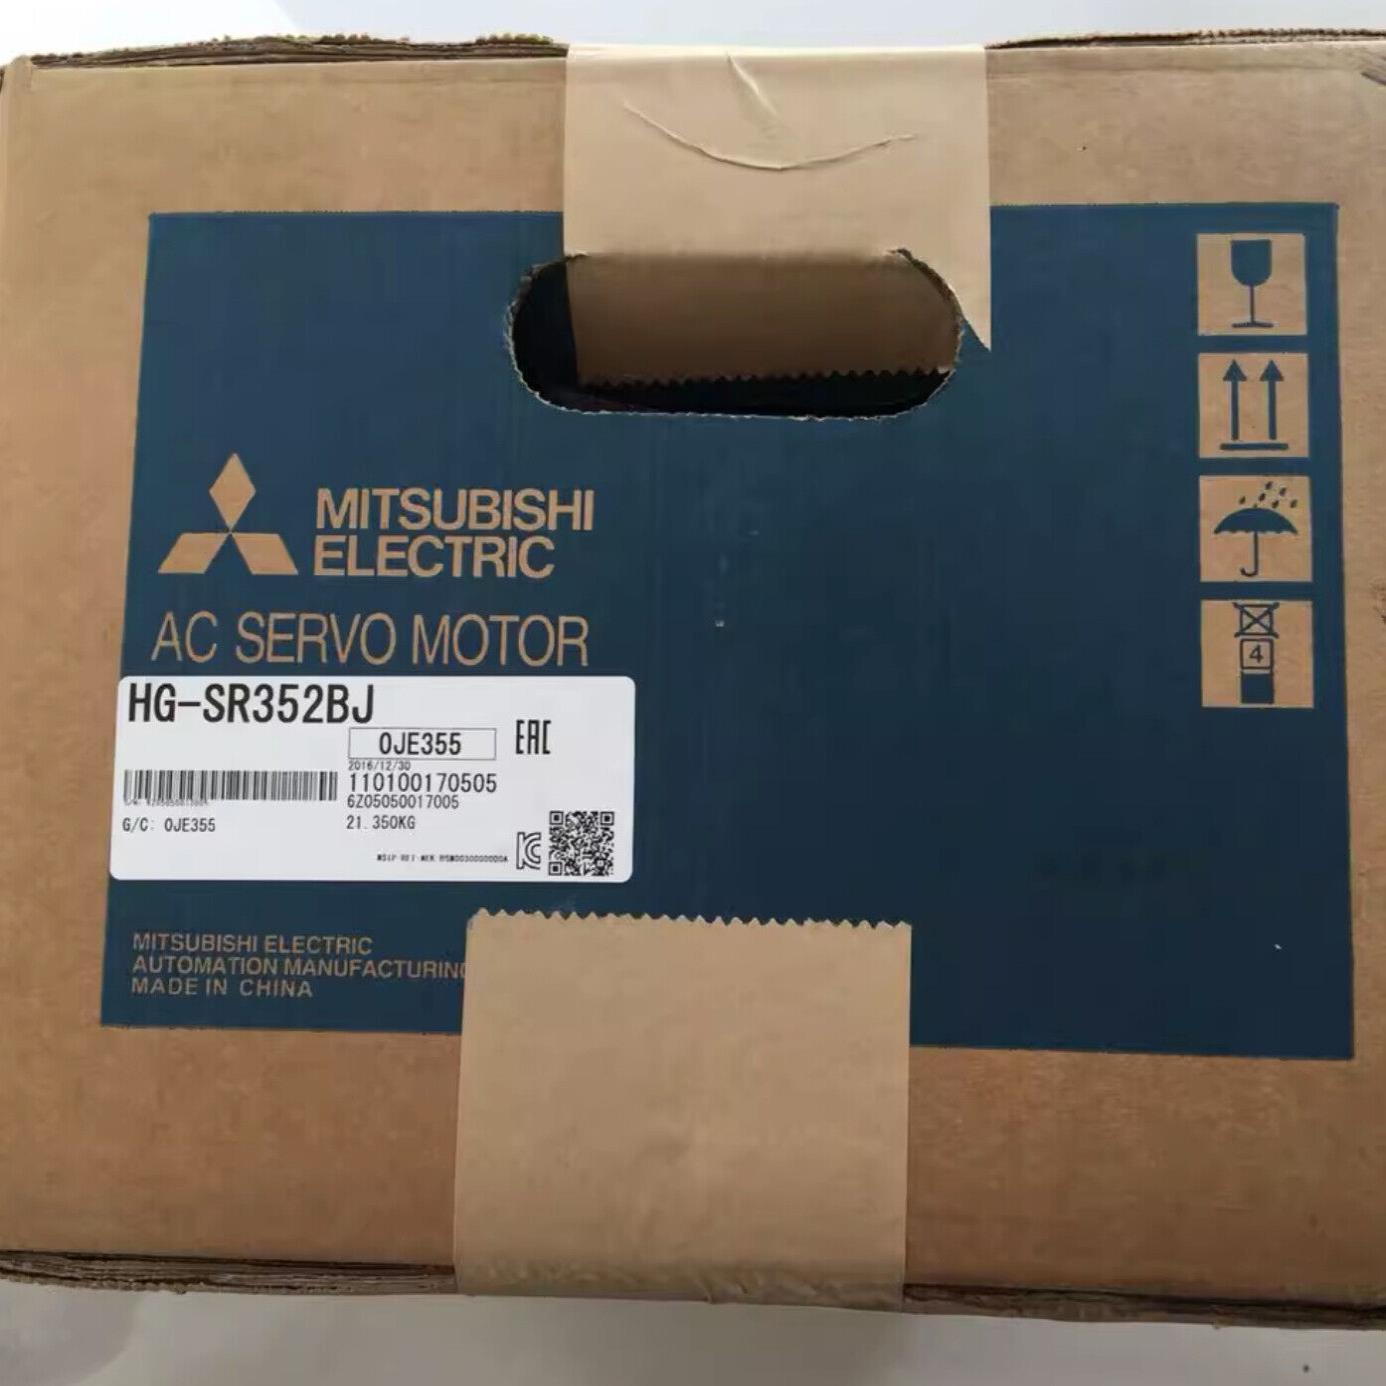 MITSUBISHI
ELECTRIC
AC SERVO MOTOR
HG-SR352BJ
0JE355
EAC
2016/12/30
110100170505
6Z05050017005
G/C: 0JE355
21.350KG
4
MITSUBISHI ELECTRIC
AUTOMATION MANUFACTURING
MADE IN CHINA